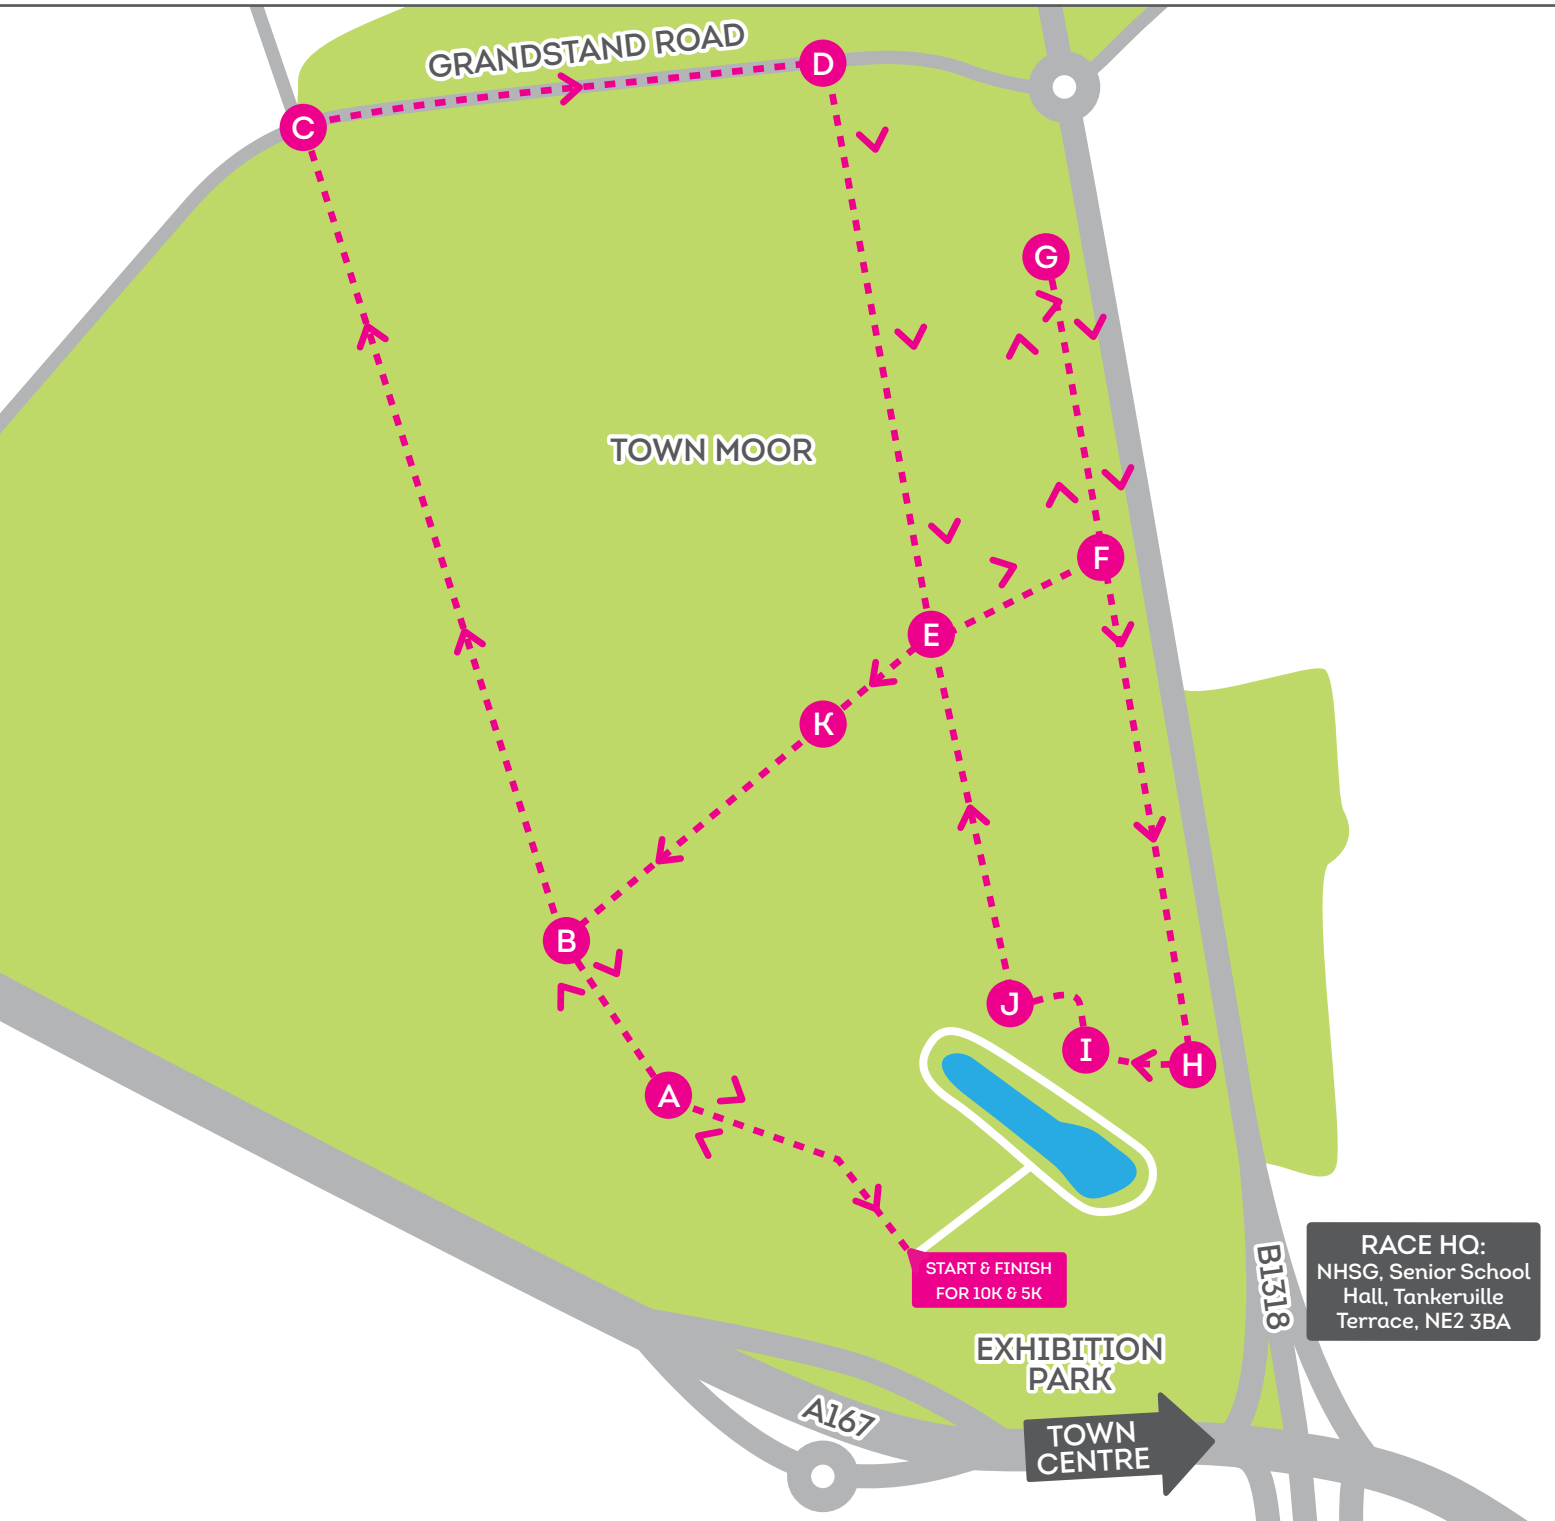 GRANDSTAND ROAD
D
C
G
TOWN MOOR
F
E
K
B
J
I
H
A
START & FINISH
FOR 10K & 5K
B1318
RACE HQ:
NHSG, Senior School
Hall, Tankerville
Terrace, NE2 3BA
EXHIBITION
PARK
A167
TOWN
CENTRE